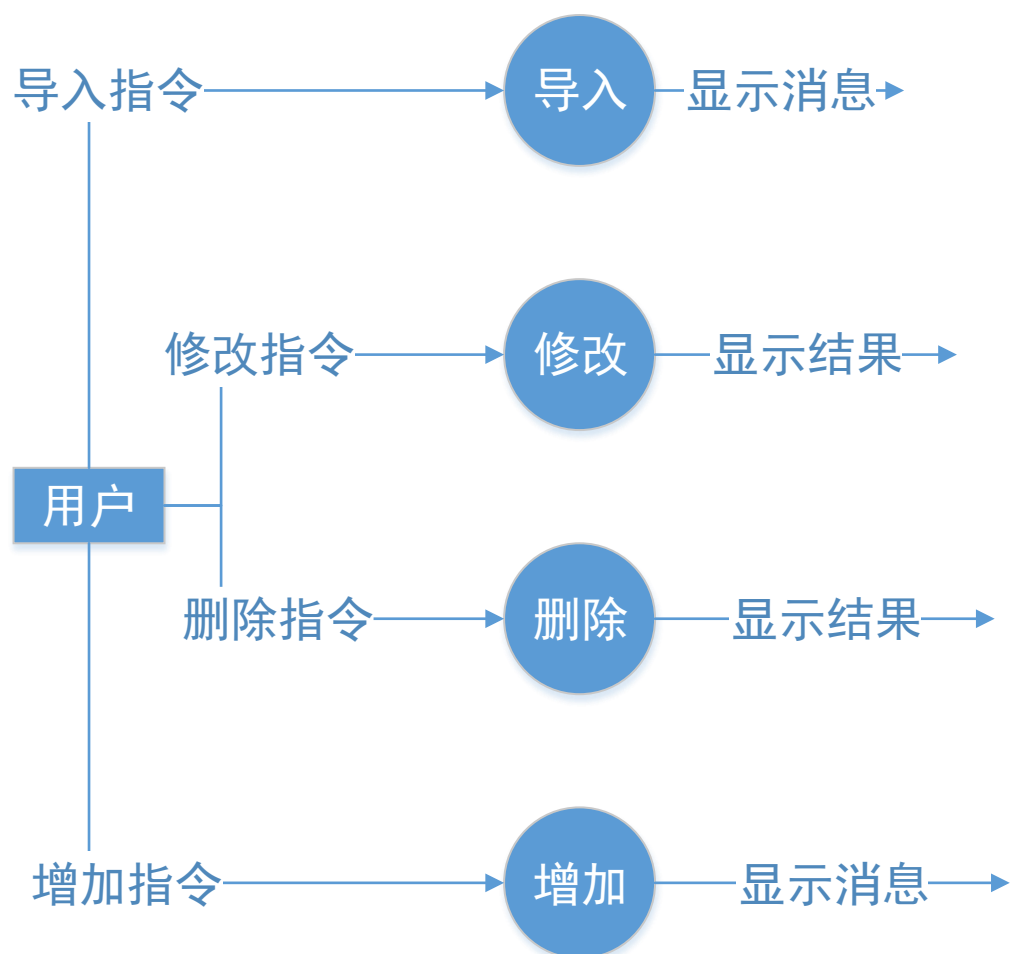 导入指令 导入 显示消息
修改指令 修改 显示结果
用户
删除指令 删除 显示结果
增加指令 增加 显示消息